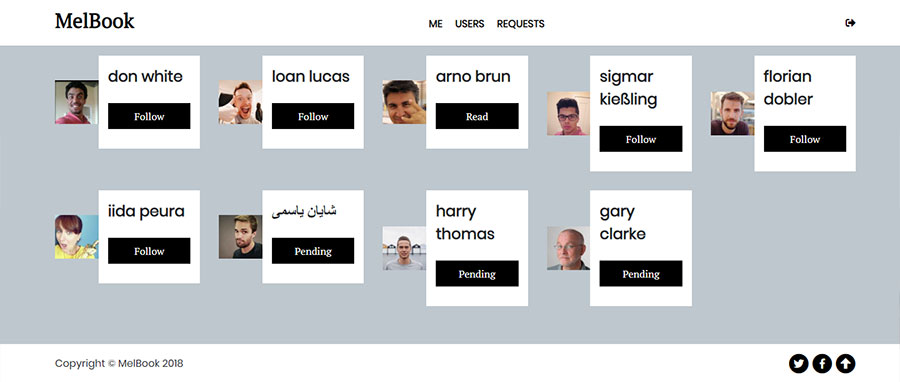 MelBook
ME USERS REQUESTS
don white
Follow
loan lucas
Follow
arno brun
Read
sigmar
kießling
Follow
florian
dobler
Follow
iida peura
Follow
شایان یاسمی
Pending
harry
thomas
Pending
gary
clarke
Pending
Copyright © MelBook 2018